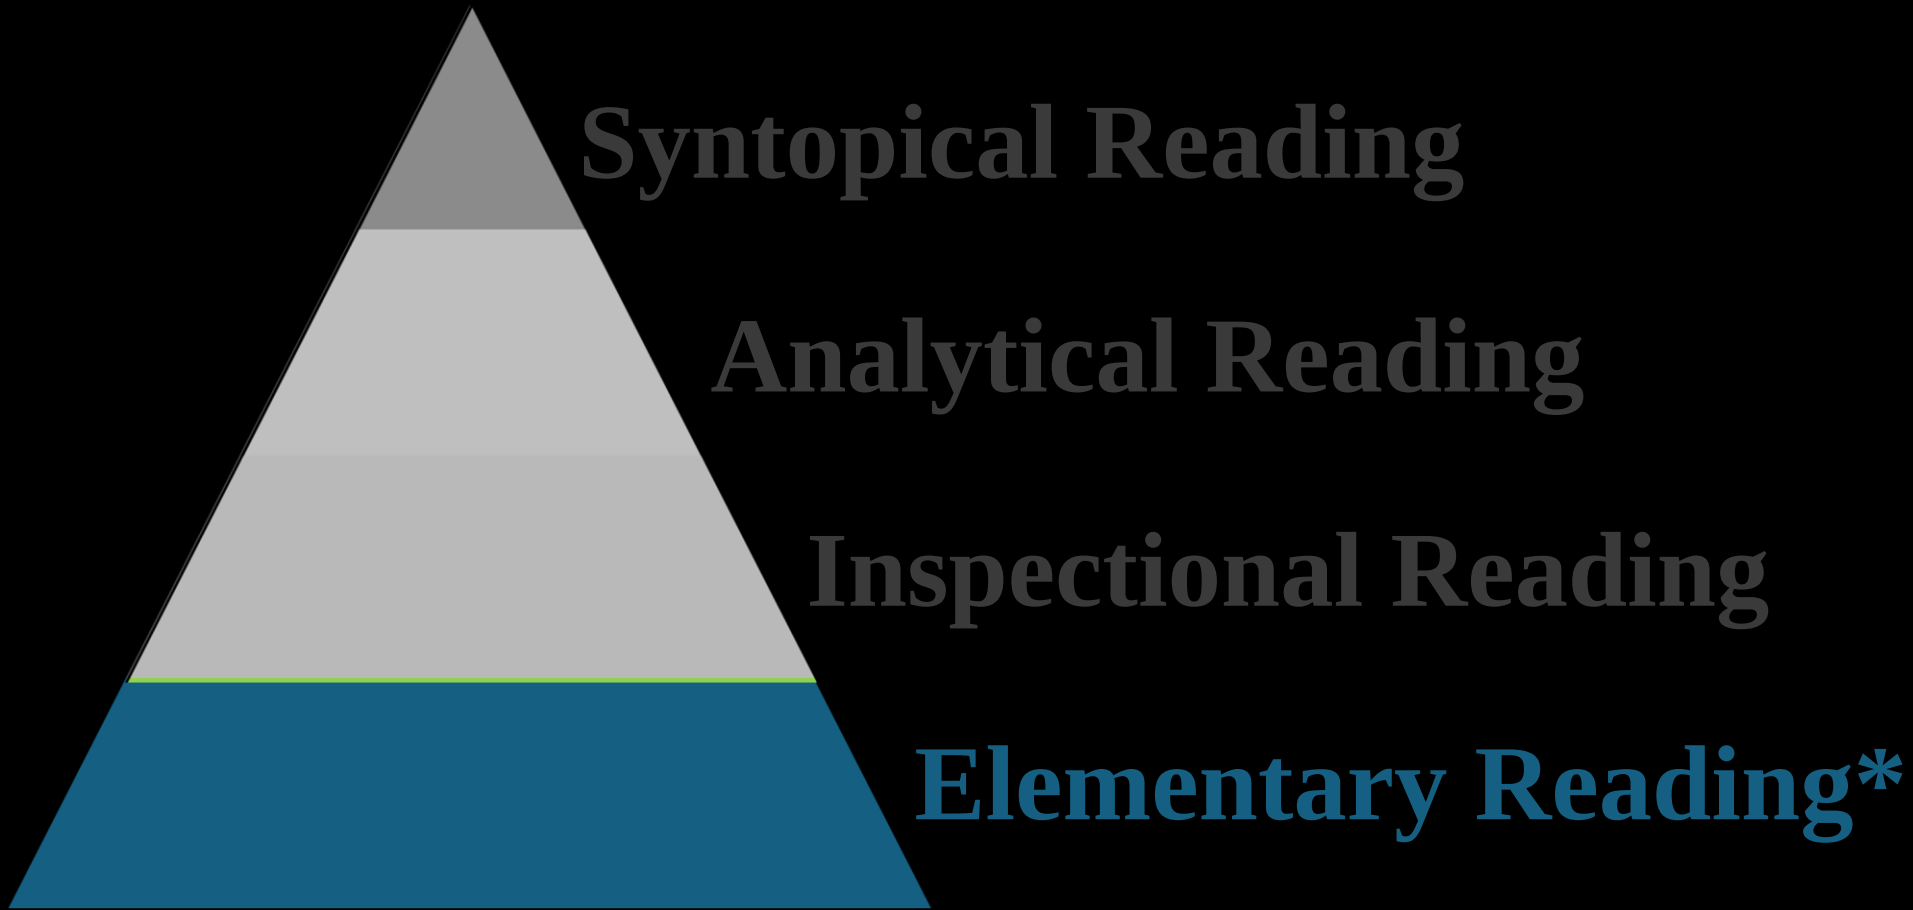 Syntopical Reading
Analytical Reading
Inspectional Reading
Elementary Reading*